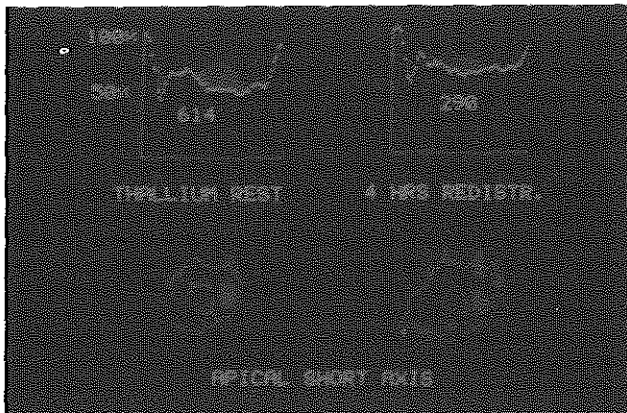 100%
50%
614
290
THALLIUM REST
4 HRS REDISTR.
APICAL SHORT AXIS